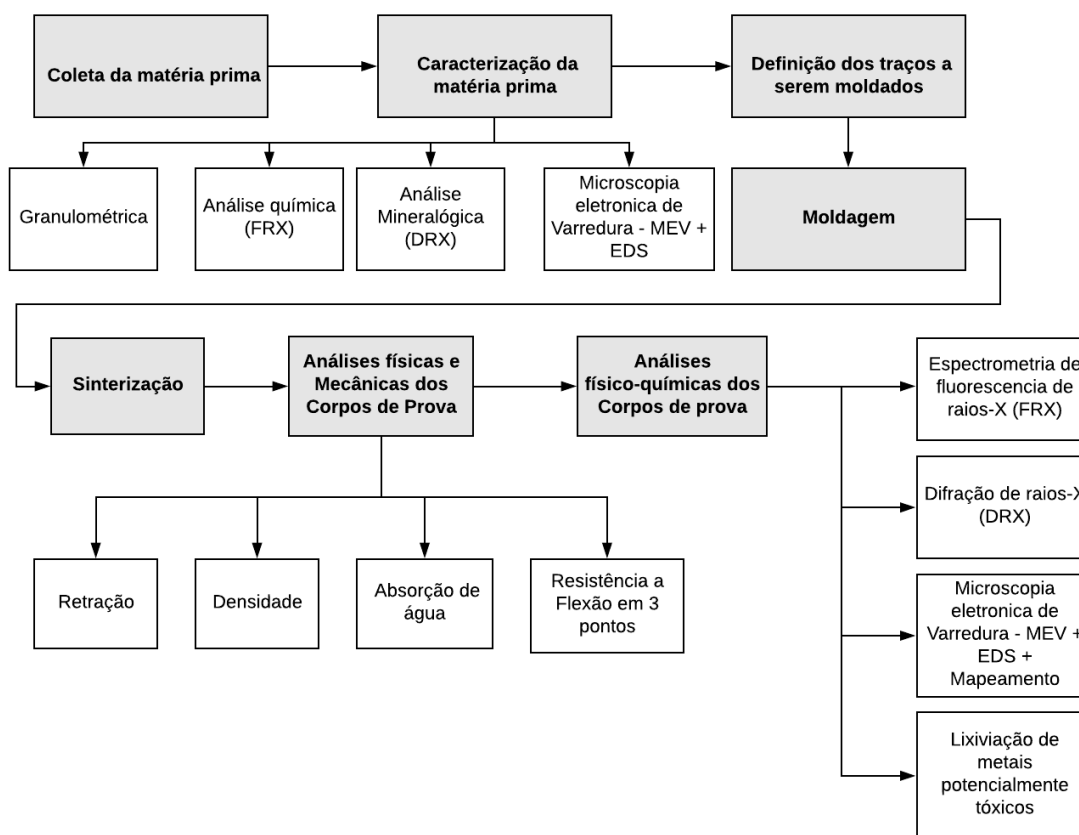 Coleta da matéria prima
Caracterização da
matéria prima
Definição dos traços a
serem moldados
Granulométrica
Análise química
(FRX)
Análise
Mineralógica
(DRX)
Microscopia
eletronica de
Varredura - MEV +
EDS
Moldagem
Sinterização
Análises físicas e
Mecânicas dos
Corpos de Prova
Análises
físico-químicas dos
Corpos de prova
Espectrometria de
fluorescencia de
raios-X (FRX)
Difração de raios-X
(DRX)
Microscopia
eletronica de
Varredura - MEV +
EDS +
Mapeamento
Lixiviação de
metais
potencialmente
tóxicos
Retração
Densidade
Absorção de
água
Resistência a
Flexão em 3
pontos